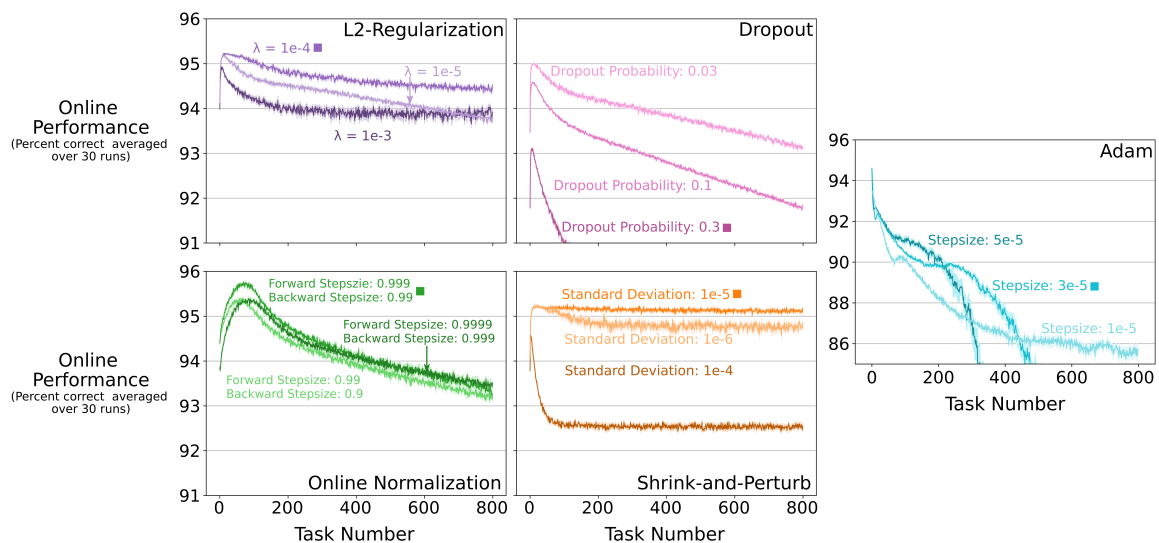 L2-Regularization
96
95
94
93
92
91
Online
Performance
(Percent correct averaged
over 30 runs)
λ = 1e-4
λ = 1e-5
λ = 1e-3
Dropout
Dropout Probability: 0.03
Dropout Probability: 0.1
Dropout Probability: 0.3
Adam
96
94
92
90
88
86
Stepsize: 5e-5
Stepsize: 3e-5
Stepsize: 1e-5
0 200 400 600 800
Task Number
96
95
94
93
92
91
Online
Performance
(Percent correct averaged
over 30 runs)
Forward Stepszie: 0.999
Backward Stepsize: 0.99
Forward Stepsize: 0.9999
Backward Stepsize: 0.999
Forward Stepsize: 0.99
Backward Stepsize: 0.9
Online Normalization
0 200 400 600 800
Task Number
Standard Deviation: 1e-5
Standard Deviation: 1e-6
Standard Deviation: 1e-4
Shrink-and-Perturb
0 200 400 600 800
Task Number